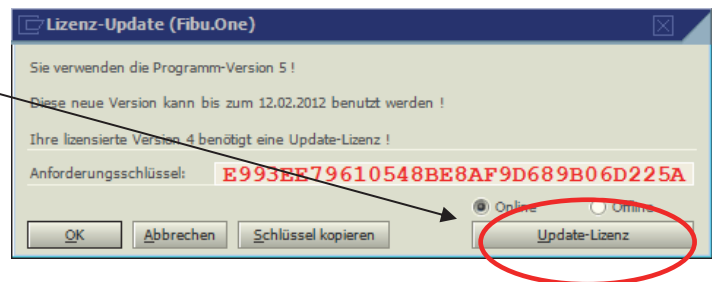 Lizenz-Update (Fibu.One)
Sie verwenden die Programm-Version 5 !
Diese neue Version kann bis zum 12.02.2012 benutzt werden !
Ihre lizensierte Version 4 benötigt eine Update-Lizenz !
Anforderungsschlüssel: E993EE79610548BE8AF9D689B06D225A
Online Offline
OK Abbrechen Schlüssel kopieren Update-Lizenz